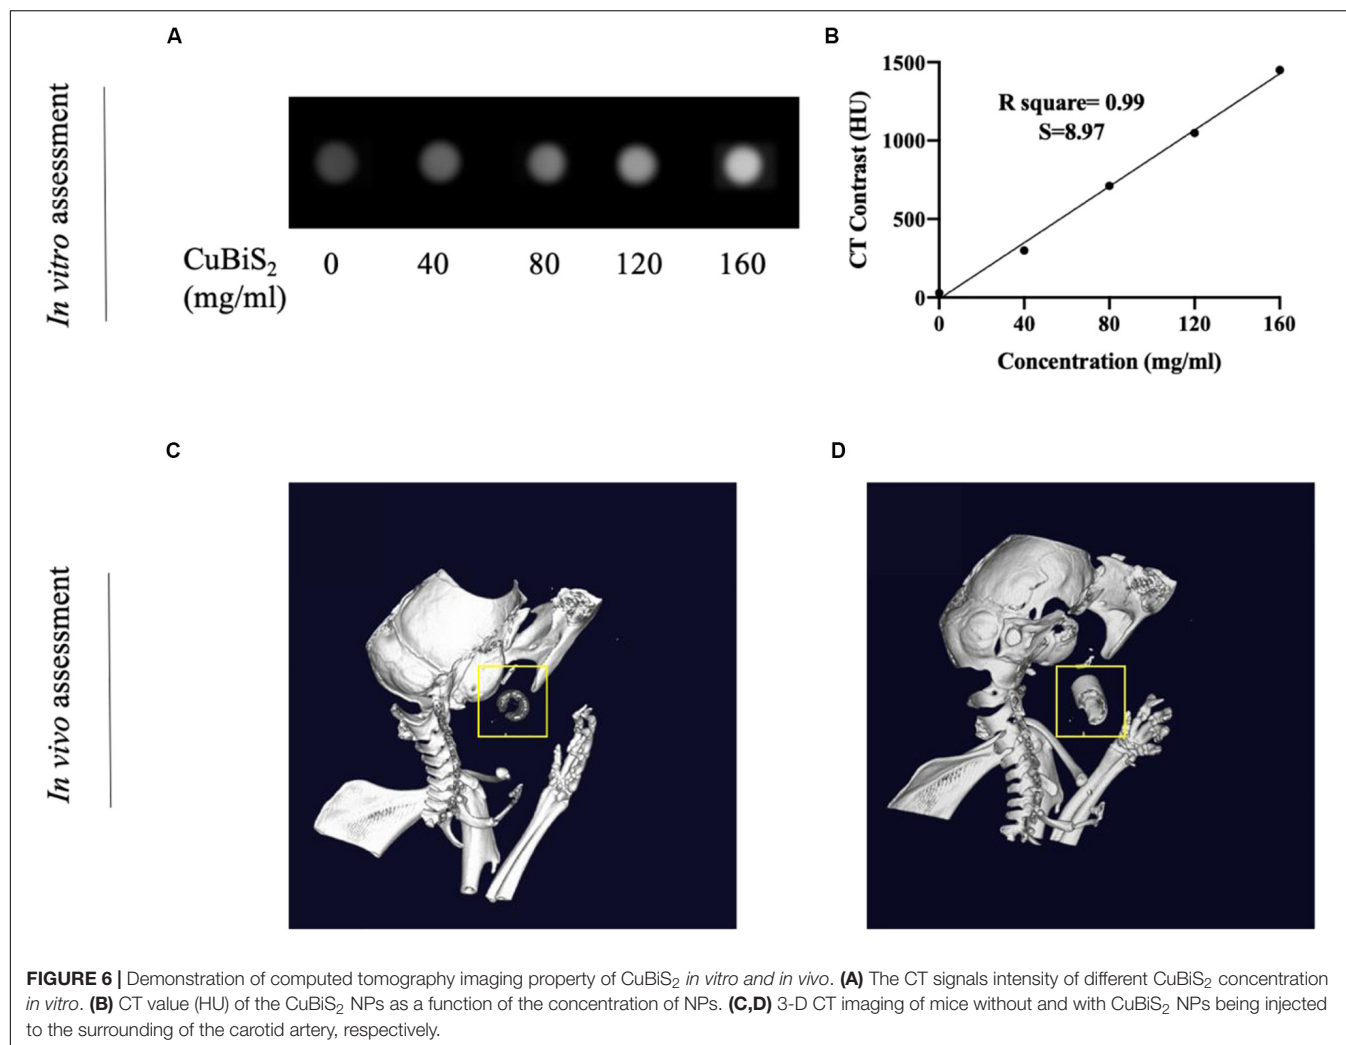 A
In vitro assessment
CuBiS2 0 40 80 120 160
(mg/ml)
B
CT Contrast (HU)
1500
1000
500
0
R square= 0.99
S=8.97
0 40 80 120 160
Concentration (mg/ml)
In vivo assessment
C
D
FIGURE 6 | Demonstration of computed tomography imaging property of CuBiS2 in vitro and in vivo. (A) The CT signals intensity of different CuBiS2 concentration
in vitro. (B) CT value (HU) of the CuBiS2 NPs as a function of the concentration of NPs. (C,D) 3-D CT imaging of mice without and with CuBiS2 NPs being injected
to the surrounding of the carotid artery, respectively.